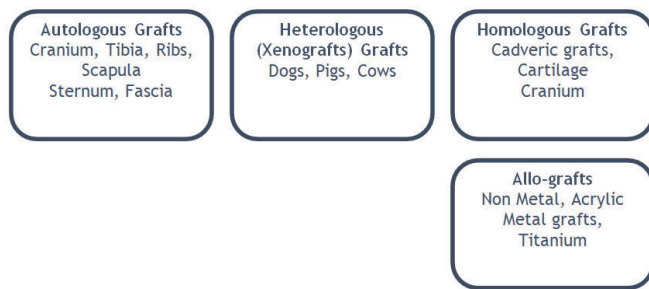 Autologous Grafts
Cranium, Tibia, Ribs,
Scapula
Sternum, Fascia
Heterologous
(Xenografts) Grafts
Dogs, Pigs, Cows
Homologous Grafts
Cadveric grafts,
Cartilage
Cranium
Allo-grafts
Non Metal, Acrylic
Metal grafts,
Titanium